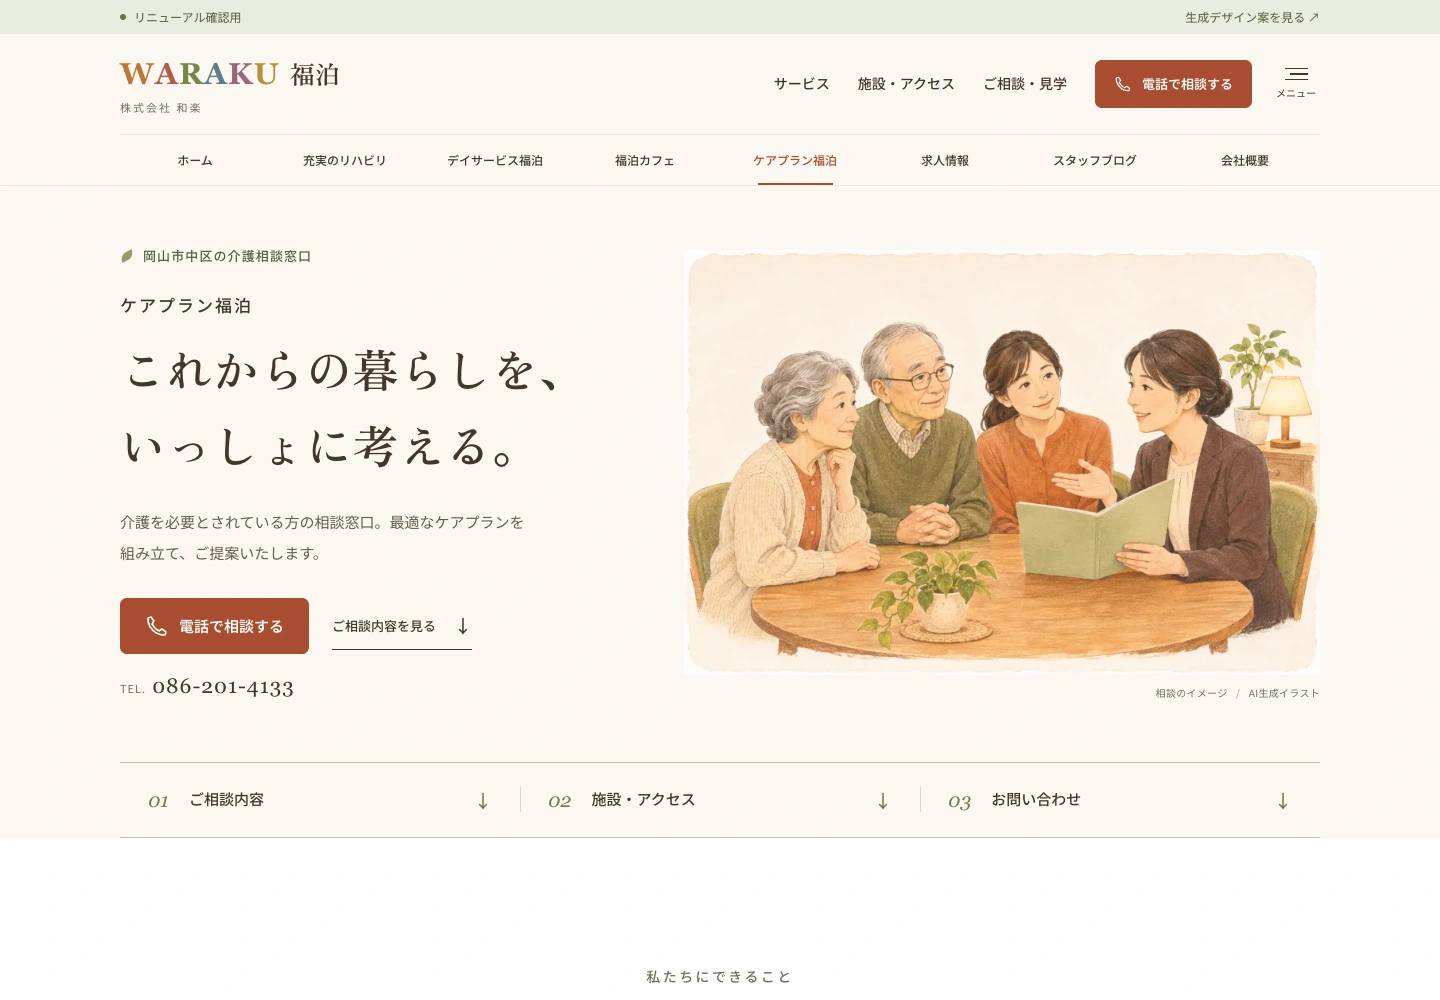 リニューアル確認用
生成デザイン案を見る ↗
WARAKU 福泊
株式会社 和楽
サービス
施設・アクセス
ご相談・見学
電話で相談する
メニュー
ホーム
充実のリハビリ
デイサービス福泊
福泊カフェ
ケアプラン福泊
求人情報
スタッフブログ
会社概要
岡山市中区の介護相談窓口
ケアプラン福泊
これからの暮らしを、
いっしょに考える。
介護を必要とされている方の相談窓口。最適なケアプランを
組み立て、ご提案いたします。
電話で相談する
ご相談内容を見る ↓
TEL. 086-201-4133
相談のイメージ / AI生成イラスト
01 ご相談内容 ↓
02 施設・アクセス ↓
03 お問い合わせ ↓
私たちにできること